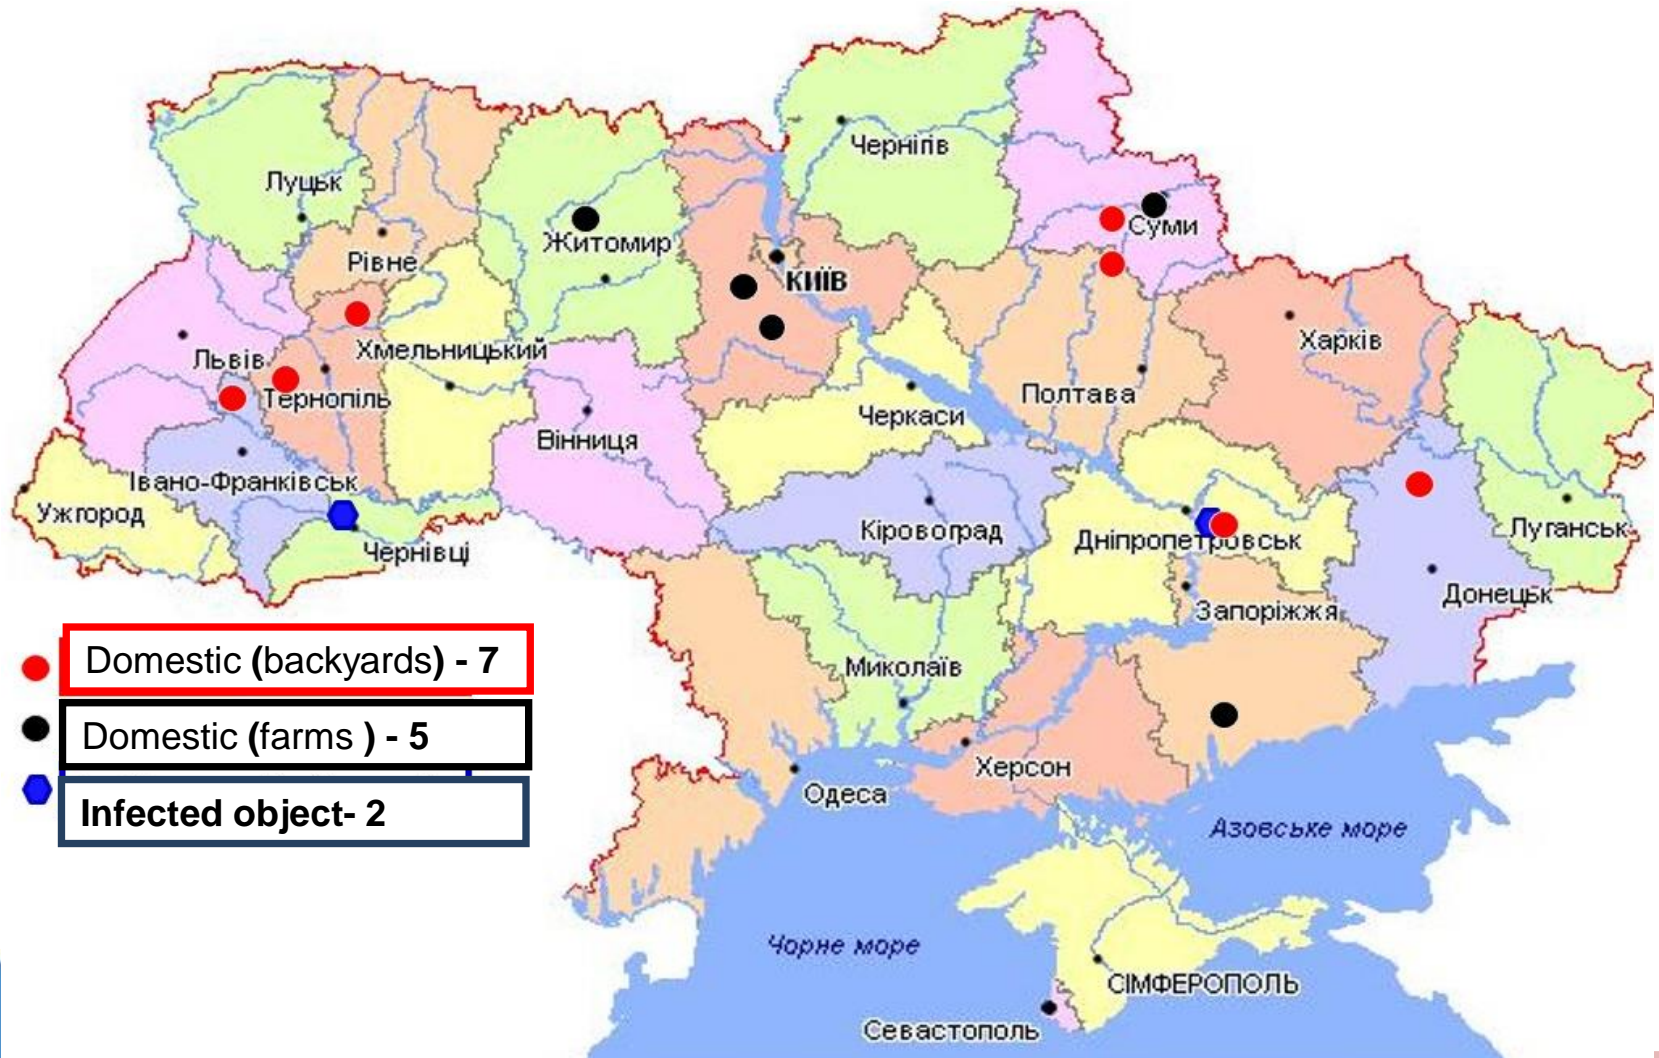 Чернігів
Луцьк
Суми
Житомир
Рівне
КИЇВ
Харків
Хмельницький
Львів
Полтава
Тернопіль
Черкаси
Вінниця
Івано-Франківськ
Ужгород
Кіровоград
Луганськ
Дніпропетровськ
Чернівці
Донецьк
Запоріжжя
Domestic (backyards) - 7
Миколаїв
Domestic (farms ) - 5
Херсон
Одеса
Infected object- 2
Азовське море
Чорне море
СІМФЕРОПОЛЬ
Севастополь